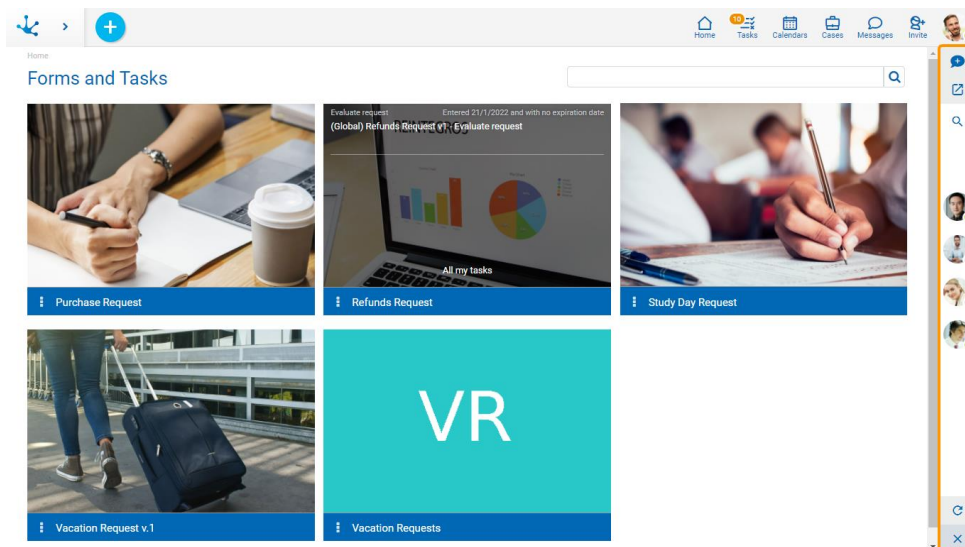 10
Home
Tasks
Calendars
Cases
Messages
Invite
Home
Forms and Tasks
Evaluate request
Entered 21/1/2022 and with no expiration date
(Global) Refunds Request v1 - Evaluate request
REINTEGROS
All my tasks
Purchase Request
Refunds Request
Study Day Request
VR
Vacation Request v.1
Vacation Requests